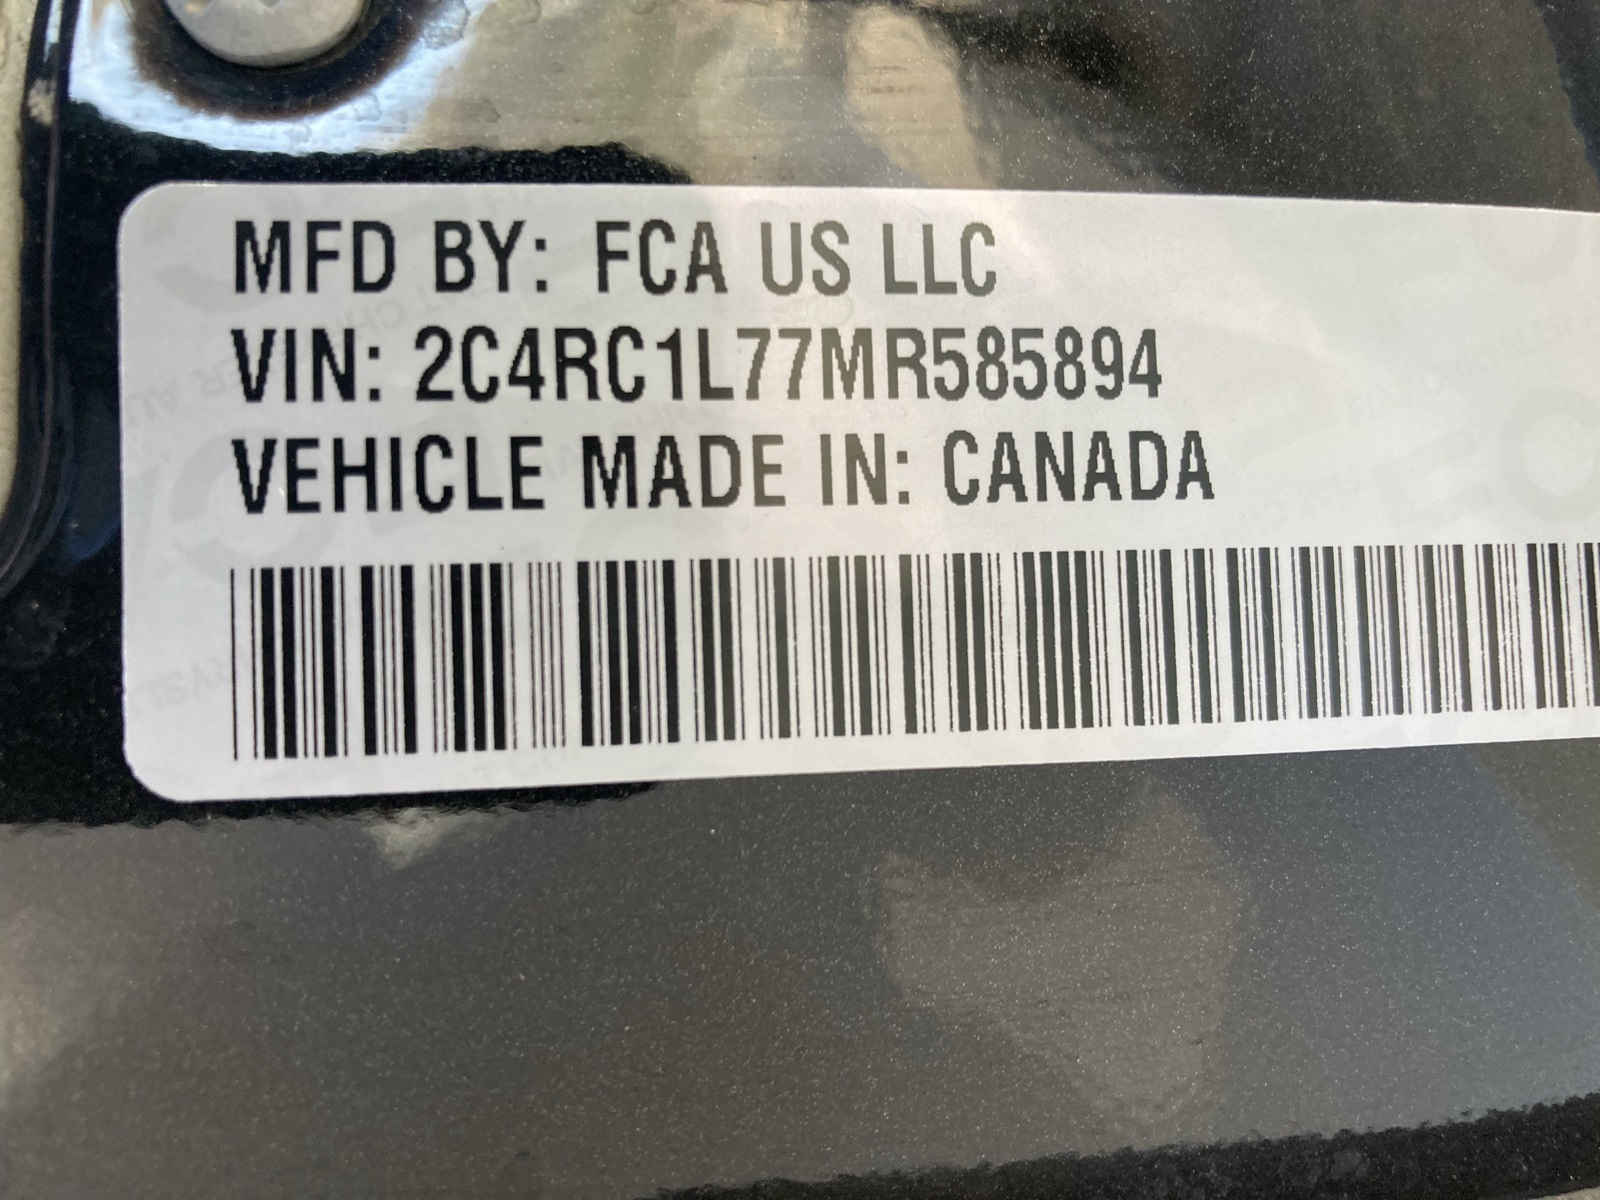 MFD BY: FCA US LLC
VIN: 2C4RC1L77MR585894
VEHICLE MADE IN: CANADA